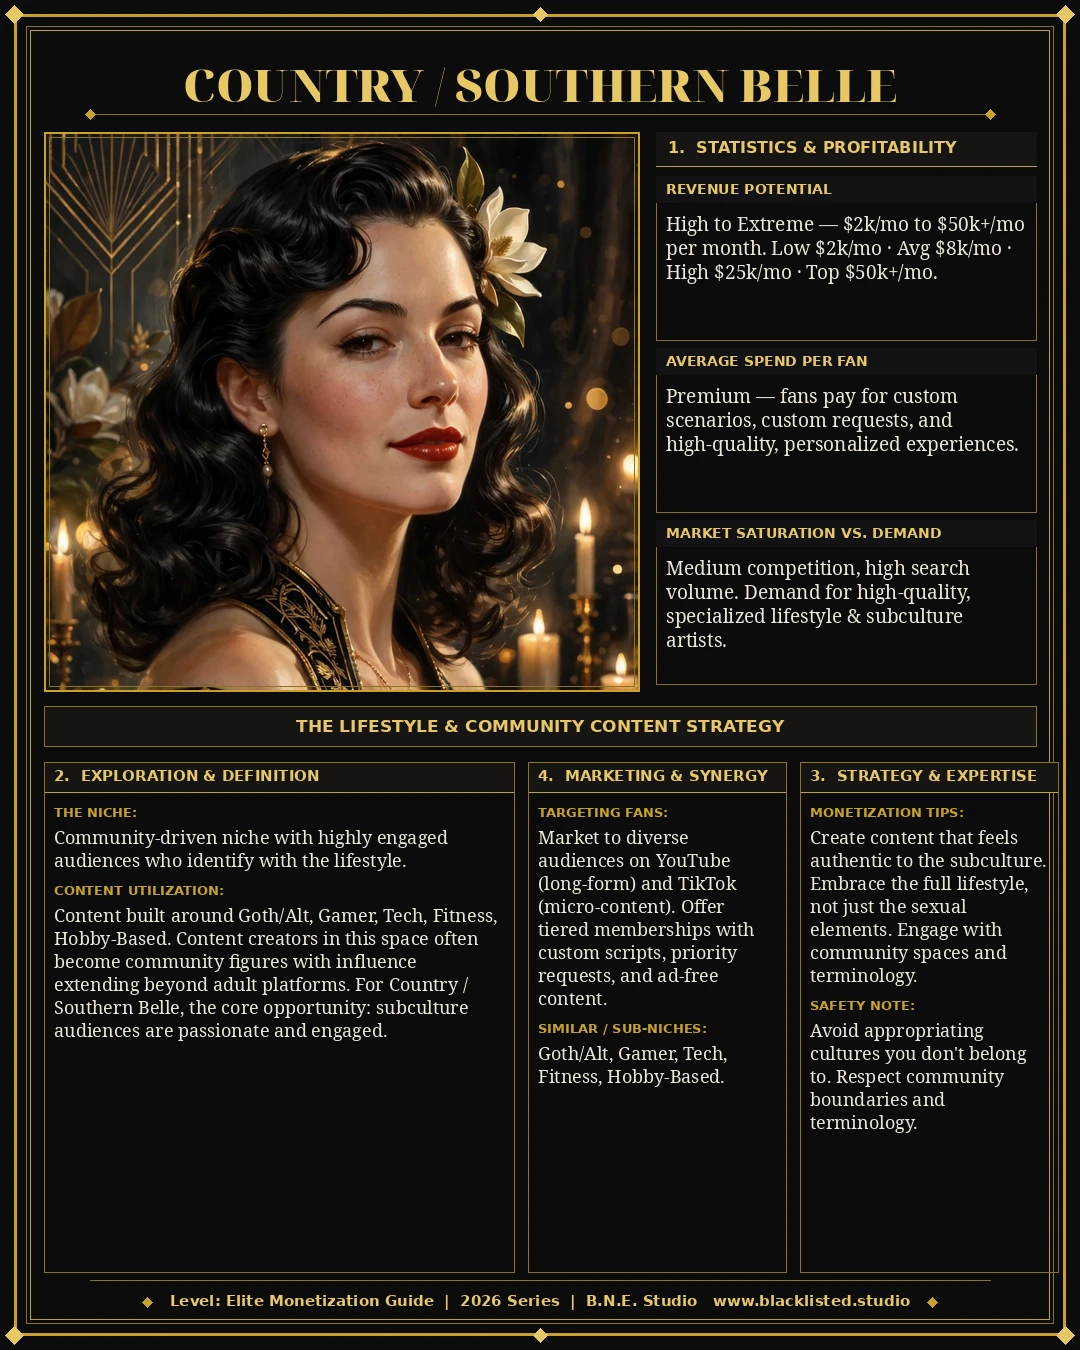 COUNTRY / SOUTHERN BELLE
1. STATISTICS & PROFITABILITY
REVENUE POTENTIAL
High to Extreme — $2k/mo to $50k+/mo
per month. Low $2k/mo · Avg $8k/mo ·
High $25k/mo · Top $50k+/mo.
AVERAGE SPEND PER FAN
Premium — fans pay for custom
scenarios, custom requests, and
high-quality, personalized experiences.
MARKET SATURATION VS. DEMAND
Medium competition, high search
volume. Demand for high-quality,
specialized lifestyle & subculture
artists.
THE LIFESTYLE & COMMUNITY CONTENT STRATEGY
2. EXPLORATION & DEFINITION
THE NICHE:
Community-driven niche with highly engaged
audiences who identify with the lifestyle.
CONTENT UTILIZATION:
Content built around Goth/Alt, Gamer, Tech, Fitness,
Hobby-Based. Content creators in this space often
become community figures with influence
extending beyond adult platforms. For Country /
Southern Belle, the core opportunity: subculture
audiences are passionate and engaged.
4. MARKETING & SYNERGY
TARGETING FANS:
Market to diverse
audiences on YouTube
(long-form) and TikTok
(micro-content). Offer
tiered memberships with
custom scripts, priority
requests, and ad-free
content.
SIMILAR / SUB-NICHES:
Goth/Alt, Gamer, Tech,
Fitness, Hobby-Based.
3. STRATEGY & EXPERTISE
MONETIZATION TIPS:
Create content that feels
authentic to the subculture.
Embrace the full lifestyle,
not just the sexual
elements. Engage with
community spaces and
terminology.
SAFETY NOTE:
Avoid appropriating
cultures you don't belong
to. Respect community
boundaries and
terminology.
Level: Elite Monetization Guide | 2026 Series | B.N.E. Studio www.blacklisted.studio